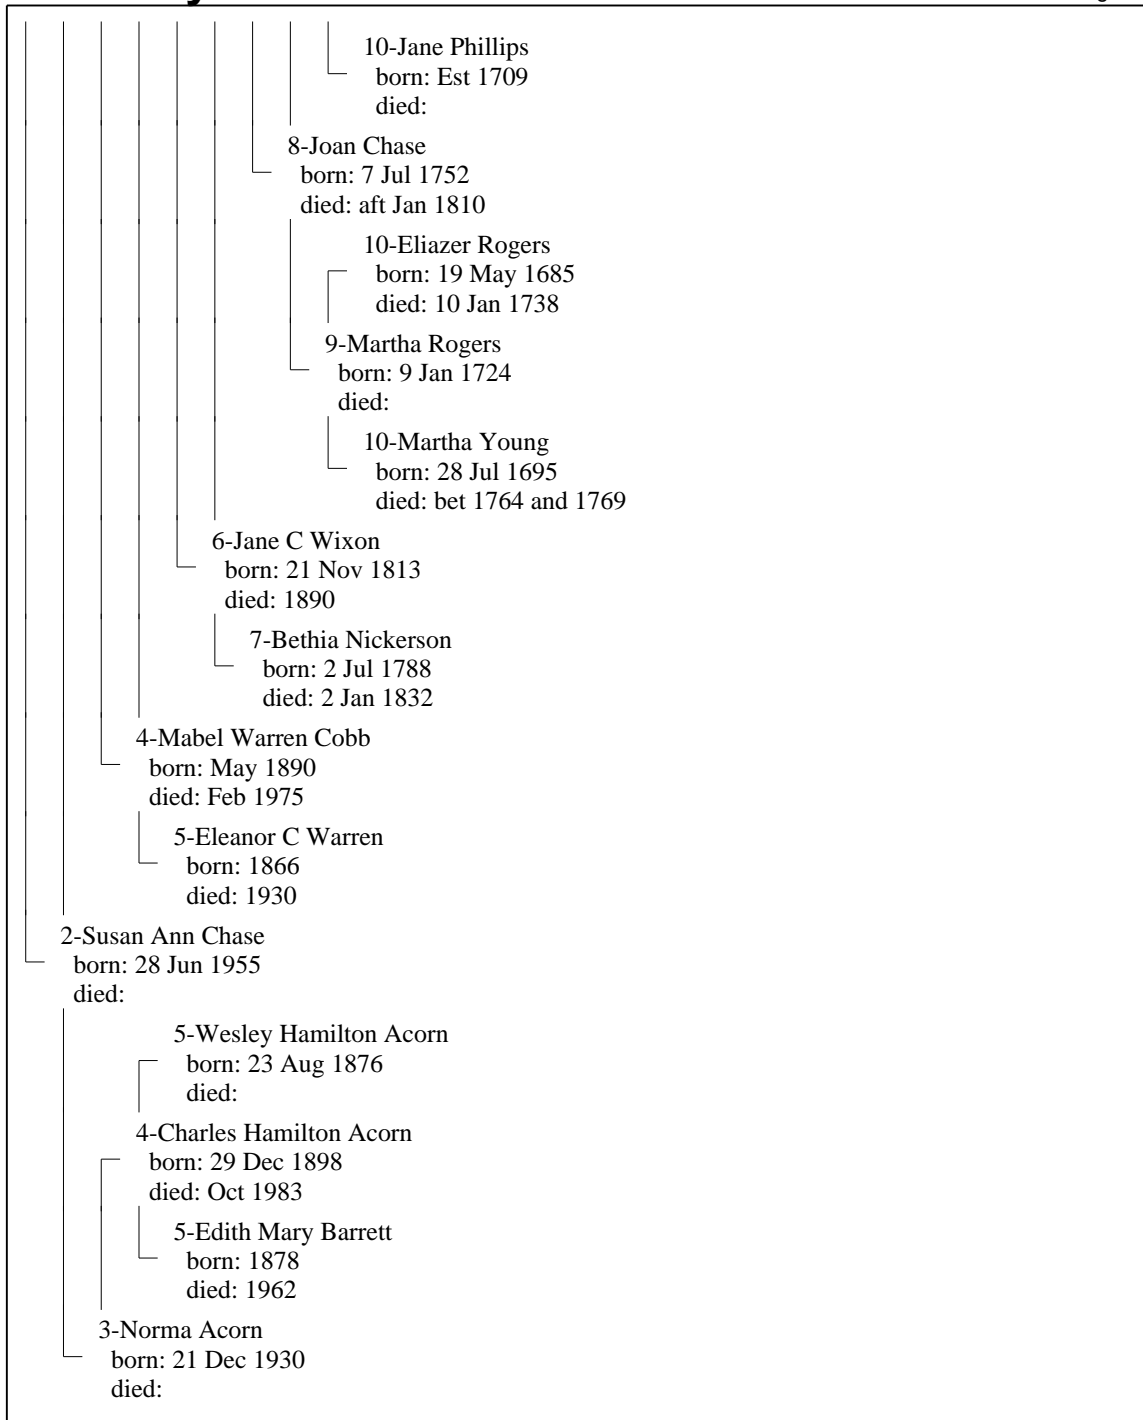 10-Jane Phillips
born: Est 1709
died:
8-Joan Chase
born: 7 Jul 1752
died: aft Jan 1810
10-Eliazer Rogers
born: 19 May 1685
died: 10 Jan 1738
9-Martha Rogers
born: 9 Jan 1724
died:
10-Martha Young
born: 28 Jul 1695
died: bet 1764 and 1769
6-Jane C Wixon
born: 21 Nov 1813
died: 1890
7-Bethia Nickerson
born: 2 Jul 1788
died: 2 Jan 1832
4-Mabel Warren Cobb
born: May 1890
died: Feb 1975
5-Eleanor C Warren
born: 1866
died: 1930
2-Susan Ann Chase
born: 28 Jun 1955
died:
5-Wesley Hamilton Acorn
born: 23 Aug 1876
died:
4-Charles Hamilton Acorn
born: 29 Dec 1898
died: Oct 1983
5-Edith Mary Barrett
born: 1878
died: 1962
3-Norma Acorn
born: 21 Dec 1930
died: